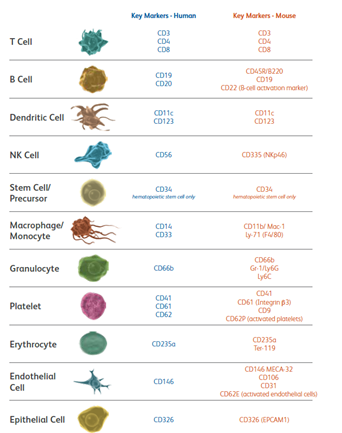 Key Markers - Human
Key Markers - Mouse
T Cell
CD3
CD4
CD8
CD3
CD4
CD8
B Cell
CD19
CD20
CD45R/B220
CD19
CD22 (B-cell activation marker)
Dendritic Cell
CD11c
CD123
CD11c
CD123
NK Cell
CD56
CD335 (NKp46)
Stem Cell/
Precursor
CD34
hematopoietic stem cell only
CD34
hematopoietic stem cell only
Macrophage/
Monocyte
CD14
CD33
CD11b/ Mac-1
Ly-71 (F4/80)
Granulocyte
CD66b
CD66b
Gr-1/Ly6G
Ly6C
Platelet
CD41
CD61
CD62
CD41
CD61 (Integrin β3)
CD9
CD62P (activated platelets)
Erythrocyte
CD235a
CD235a
Ter-119
Endothelial
Cell
CD146
CD146 MECA-32
CD106
CD31
CD62E (activated endothelial cells)
Epithelial Cell
CD326
CD326 (EPCAM1)